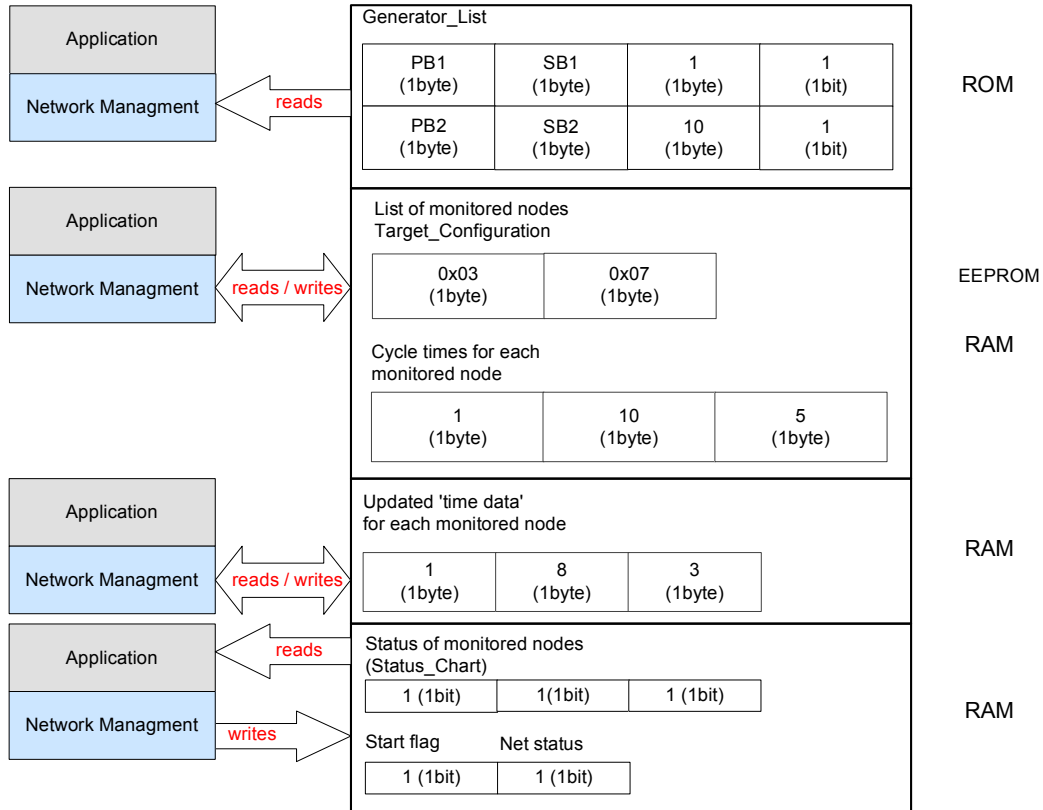 Generator_List
Application
Network Managment
reads
PB1
(1byte)
SB1
(1byte)
1
(1byte)
1
(1bit)
PB2
(1byte)
SB2
(1byte)
10
(1byte)
1
(1bit)
ROM
Application
Network Managment
reads / writes
List of monitored nodes
Target_Configuration
0x03
(1byte)
0x07
(1byte)
EEPROM
Cycle times for each
monitored node
1
(1byte)
10
(1byte)
5
(1byte)
RAM
Application
Network Managment
reads / writes
Updated 'time data'
for each monitored node
1
(1byte)
8
(1byte)
3
(1byte)
RAM
Application
Network Managment
reads
writes
Status of monitored nodes
(Status_Chart)
1 (1bit)
1(1bit)
1 (1bit)
Start flag
Net status
1 (1bit)
1 (1bit)
RAM